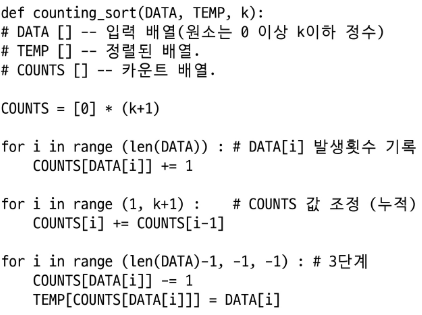 def counting_sort(DATA, TEMP, k):
# DATA [] -- 입력 배열(원소는 0 이상 k이하 정수)
# TEMP [] -- 정렬된 배열.
# COUNTS [] -- 카운트 배열.
COUNTS = [0] * (k+1)
for i in range (len(DATA)) : # DATA[i] 발생횟수 기록
    COUNTS[DATA[i]] += 1
for i in range (1, k+1) :    # COUNTS 값 조정 (누적)
    COUNTS[i] += COUNTS[i-1]
for i in range (len(DATA)-1, -1, -1) : # 3단계
    COUNTS[DATA[i]] -= 1
    TEMP[COUNTS[DATA[i]]] = DATA[i]